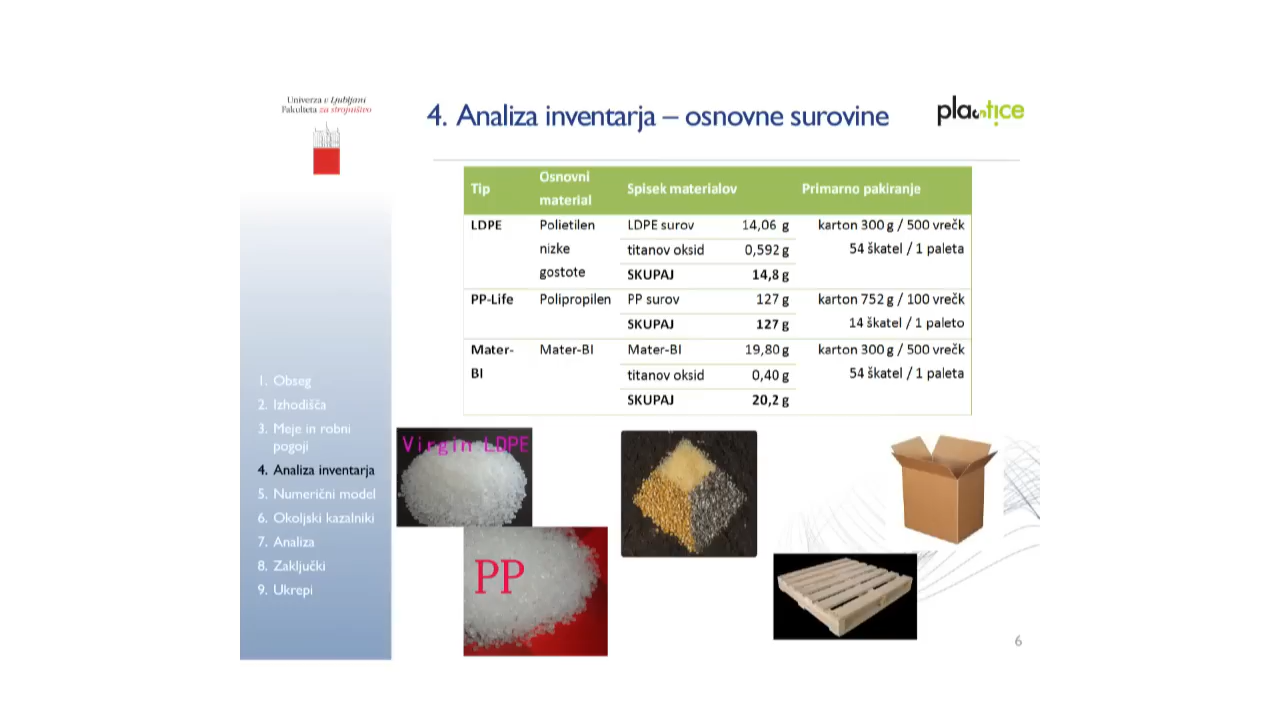 Univerza v Ljubljani
Fakulteta za strojništvo
4. Analiza inventarja – osnovne surovine
plastice
Tip Osnovni material Spisek materialov Primarno pakiranje
LDPE Polietilen LDPE surov 14,06 g karton 300 g / 500 vrečk
nizke titanov oksid 0,592 g 54 škatel / 1 paleta
gostote SKUPAJ 14,8 g
PP-Life Polipropilen PP surov 127 g karton 752 g / 100 vrečk
SKUPAJ 127 g 14 škatel / 1 paleto
Mater- Mater-BI Mater-BI 19,80 g karton 300 g / 500 vrečk
BI titanov oksid 0,40 g 54 škatel / 1 paleta
SKUPAJ 20,2 g
1. Obseg
2. Izhodišča
3. Meje in robni
pogoji
4. Analiza inventarja
5. Numerični model
6. Okoljski kazalniki
7. Analiza
8. Zaključki
9. Ukrepi
Virgin LDPE
PP
6